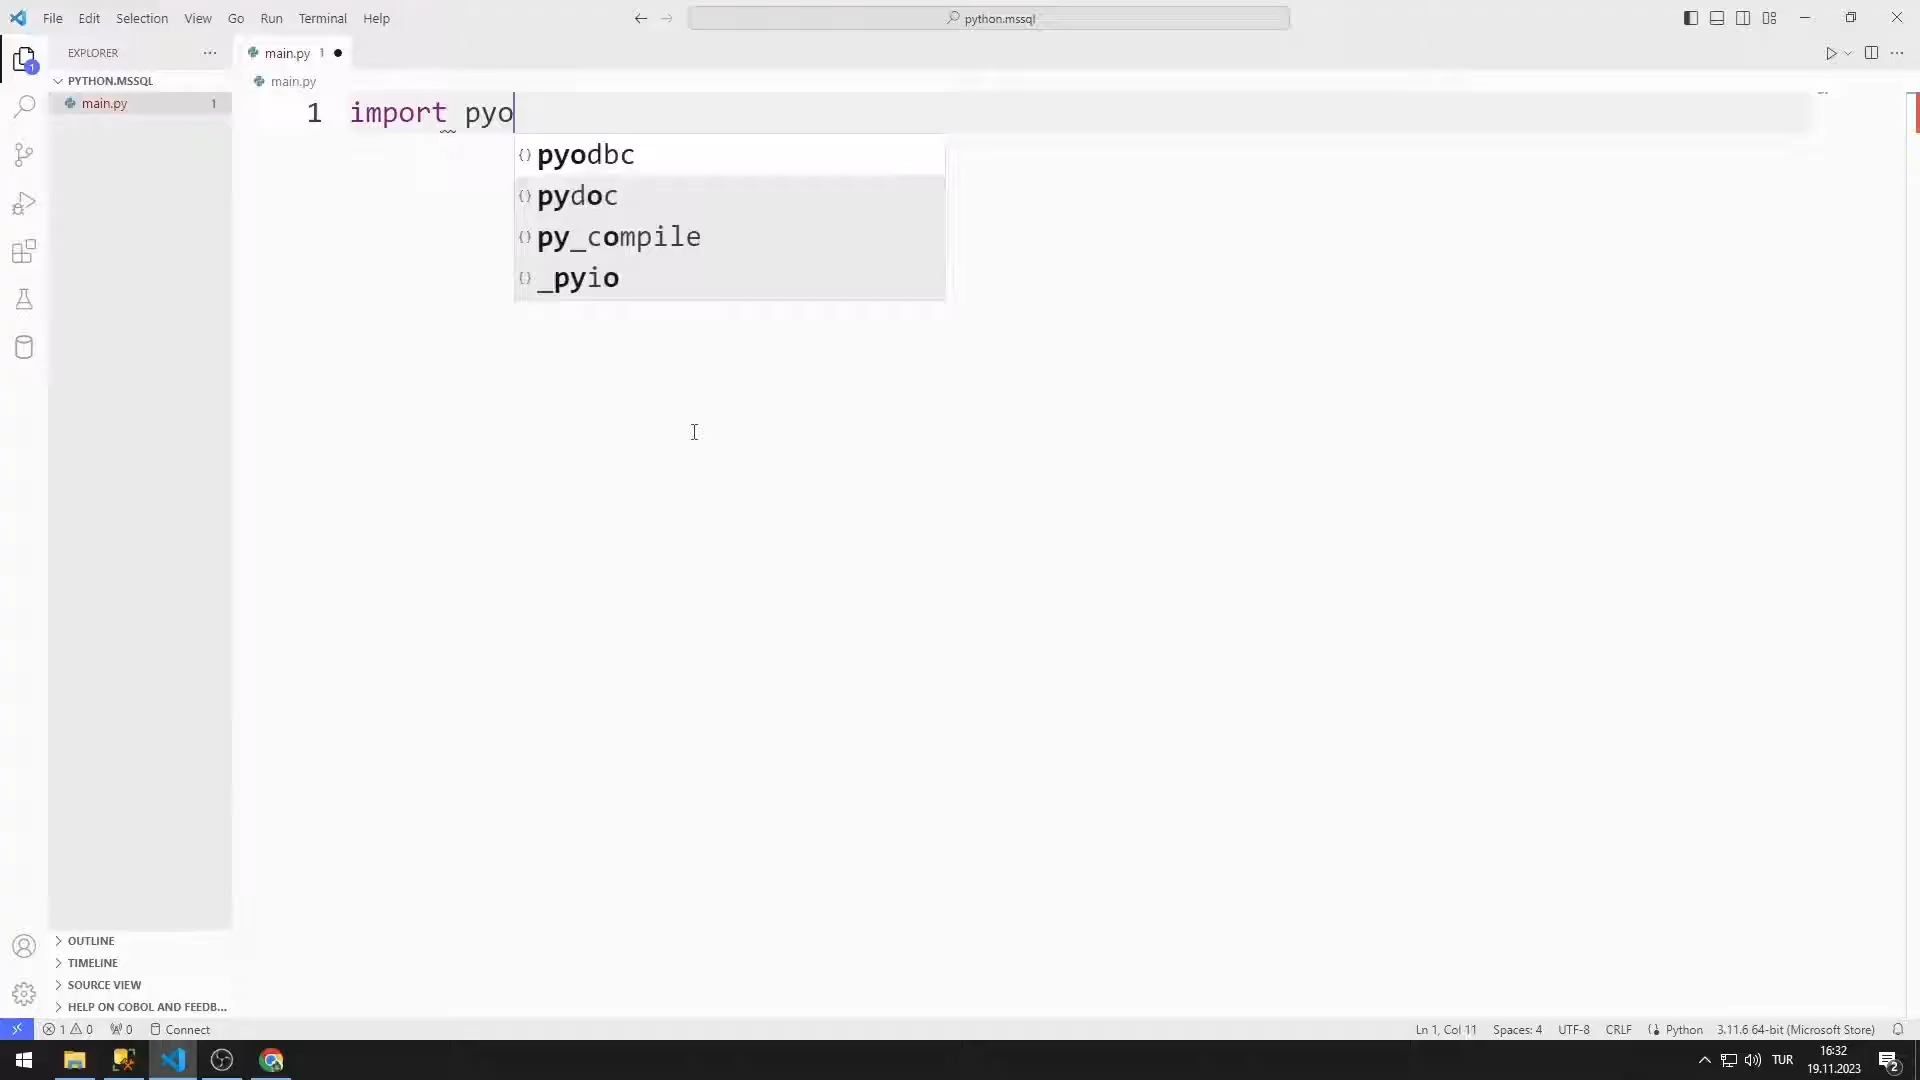 File Edit Selection View Go Run Terminal Help
python.mssql
EXPLORER
main.py 1
PYTHON.MSSQL
main.py
main.py 1
1 import pyo
pyodbc
pydoc
py_compile
_pyio
1
OUTLINE
TIMELINE
SOURCE VIEW
HELP ON COBOL AND FEEDB...
1 0 0 Connect
Ln 1, Col 11 Spaces: 4 UTF-8 CRLF Python 3.11.6 64-bit (Microsoft Store)
TUR
16:32
19.11.2023
2